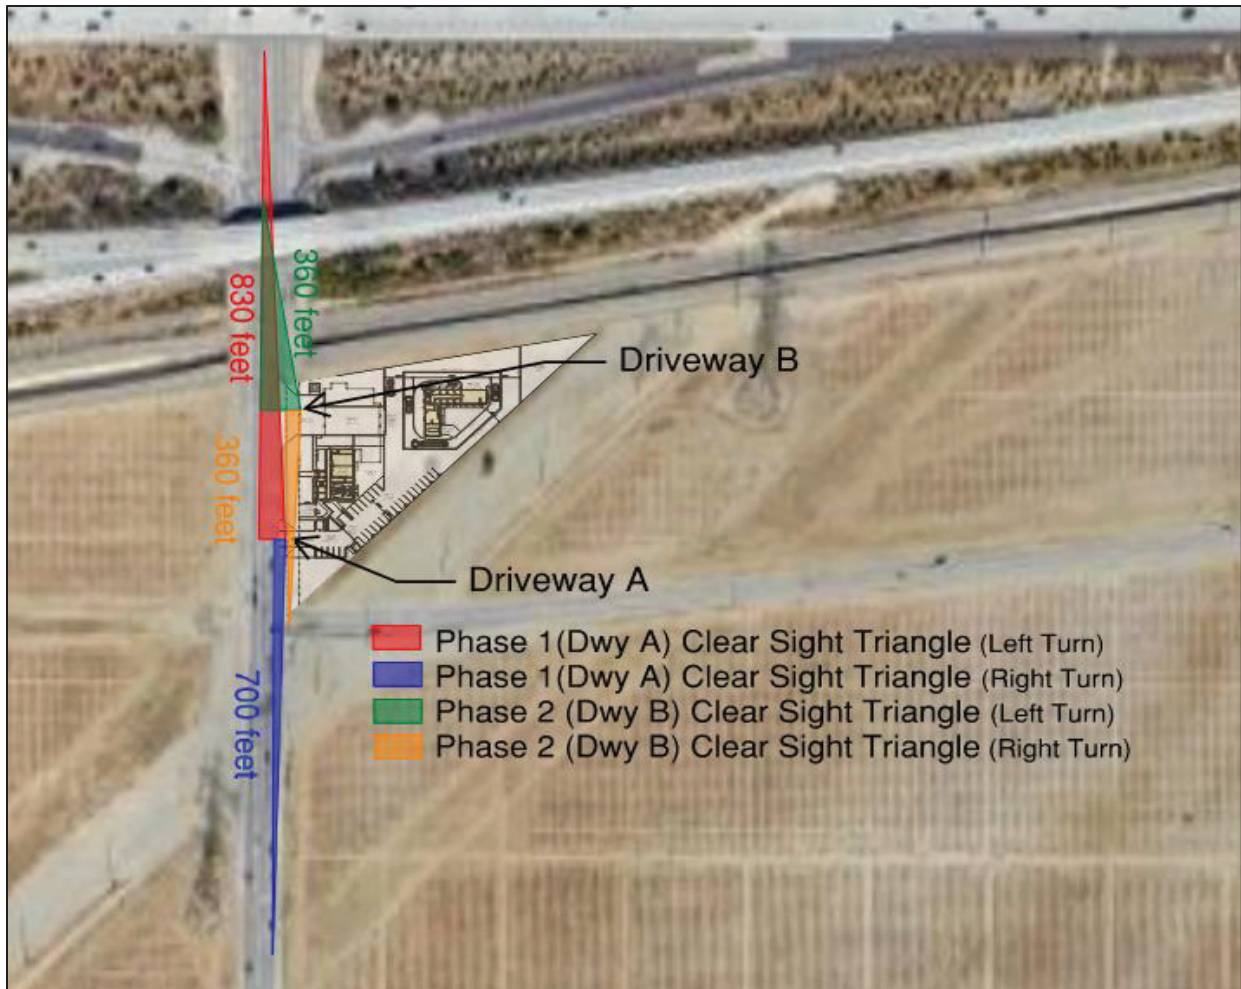 360 feet
830 feet
Driveway B
360 feet
Driveway A
700 feet
Phase 1(Dwy A) Clear Sight Triangle (Left Turn)
Phase 1(Dwy A) Clear Sight Triangle (Right Turn)
Phase 2 (Dwy B) Clear Sight Triangle (Left Turn)
Phase 2 (Dwy B) Clear Sight Triangle (Right Turn)